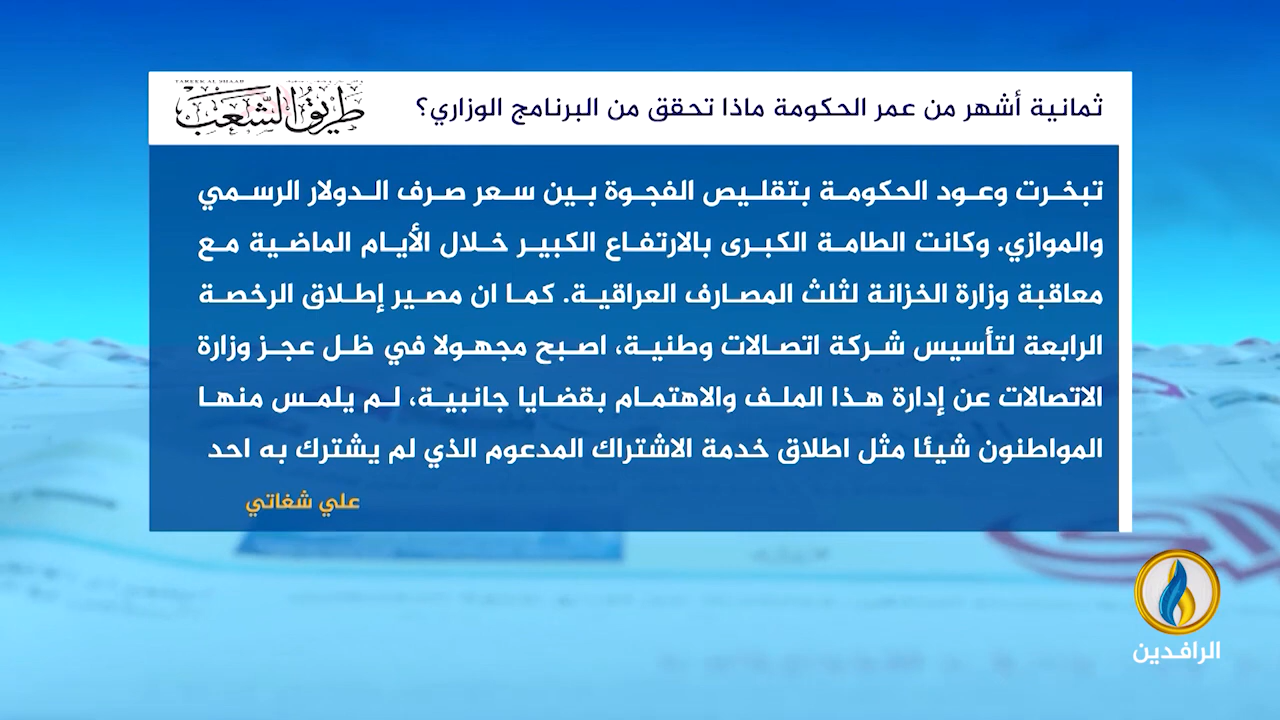 ثمانية أشهر من عمر الحكومة ماذا تحقق من البرنامج الوزاري؟
TAREEK AL SHAAB
طريق الشعب
تبخرت وعود الحكومة بتقليص الفجوة بين سعر صرف الدولار الرسمي
والموازي. وكانت الطامة الكبرى بالارتفاع الكبير خلال الأيام الماضية مع
معاقبة وزارة الخزانة لثلث المصارف العراقية. كما ان مصير إطلاق الرخصة
الرابعة لتأسيس شركة اتصالات وطنية، اصبح مجهولا في ظل عجز وزارة
الاتصالات عن إدارة هذا الملف والاهتمام بقضايا جانبية، لم يلمس منها
المواطنون شيئا مثل اطلاق خدمة الاشتراك المدعوم الذي لم يشترك به احد
علي شغاتي
الرافدين